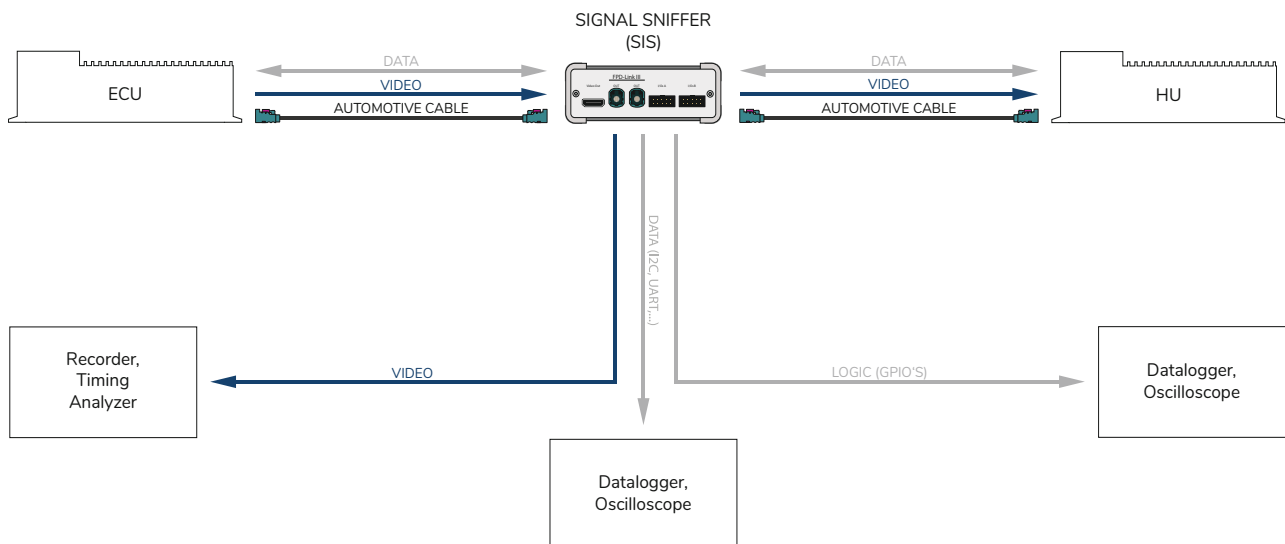 SIGNAL SNIFFER
(SIS)
DATA
VIDEO
AUTOMOTIVE CABLE
ECU
FPD-Link III
DATA
VIDEO
AUTOMOTIVE CABLE
HU
DATA (I2C, UART,...)
Recorder,
Timing
Analyzer
VIDEO
LOGIC (GPIO'S)
Datalogger,
Oscilloscope
Datalogger,
Oscilloscope